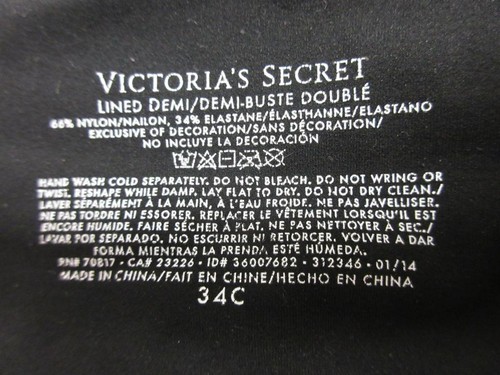 VICTORIA'S SECRET
LINED DEMI/DEMI-BUSTE DOUBLÉ
66% NYLON/NAILON, 34% ELASTANE/ÉLASTHANNE/ELASTANO
EXCLUSIVE OF DECORATION/SANS DÉCORATION/
NO INCLUYE LA DECORACIÓN
HAND WASH COLD SEPARATELY. DO NOT BLEACH. DO NOT WRING OR
TWIST. RESHAPE WHILE DAMP. LAY FLAT TO DRY. DO NOT DRY CLEAN./
LAVER SÉPARÉMENT À LA MAIN, À L'EAU FROIDE. NE PAS JAVELLISER.
NE PAS TORDRE NI ESSORER. REPLACER LE VÊTEMENT LORSQU'IL EST
ENCORE HUMIDE. FAIRE SÉCHER À PLAT. NE PAS NETTOYER À SEC./
LAVAR POR SEPARADO. NO ESCURRIR NI RETORCER. VOLVER A DAR
FORMA MIENTRAS LA PRENDA ESTÉ HÚMEDA.
RN# 70817 • CA# 23226 • ID# 36007682 • 312346 • 01/14
MADE IN CHINA/FAIT EN CHINE/HECHO EN CHINA
34C